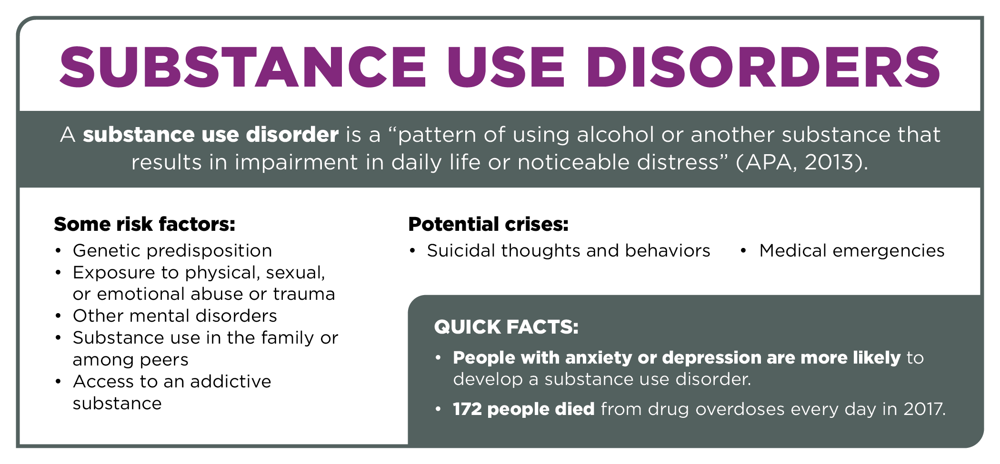 SUBSTANCE USE DISORDERS
A substance use disorder is a “pattern of using alcohol or another substance that
results in impairment in daily life or noticeable distress” (APA, 2013).
Some risk factors:
• Genetic predisposition
• Exposure to physical, sexual,
or emotional abuse or trauma
• Other mental disorders
• Substance use in the family or
among peers
• Access to an addictive
substance
Potential crises:
• Suicidal thoughts and behaviors
• Medical emergencies
QUICK FACTS:
• People with anxiety or depression are more likely to
develop a substance use disorder.
• 172 people died from drug overdoses every day in 2017.